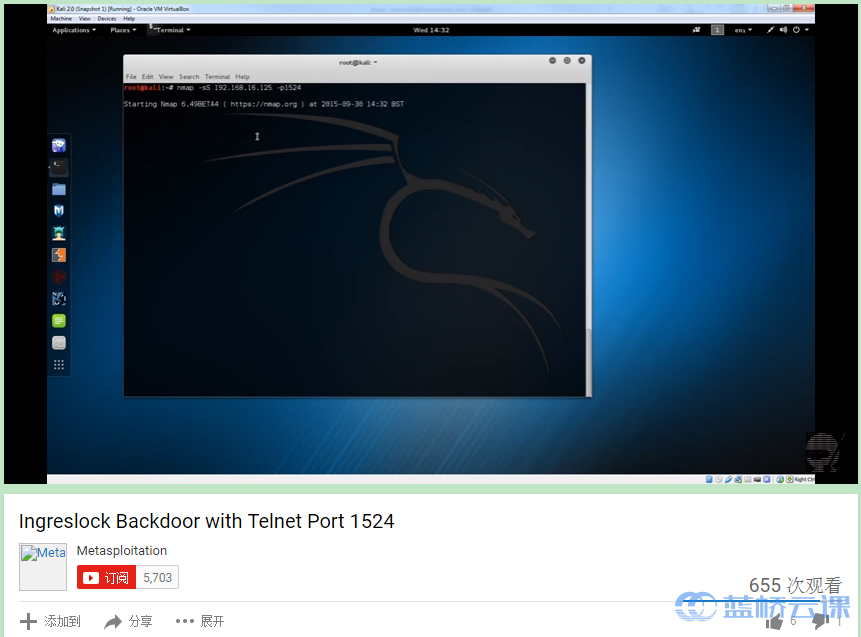 Kali 2.0 (Snapshot 1) [Running] - Oracle VM VirtualBox
Machine View Devices Help
Applications Places Terminal Wed 14:32 1 en1
root@kali: ~
File Edit View Search Terminal Help
root@kali:~# nmap -sS 192.168.16.125 -p1524
Starting Nmap 6.49BETA4 ( https://nmap.org ) at 2015-09-30 14:32 BST
Right Ctrl
Ingreslock Backdoor with Telnet Port 1524
Meta
Metasploitation
订阅 5,703
655 次观看
添加到 分享 展开 6 1
蓝桥云课